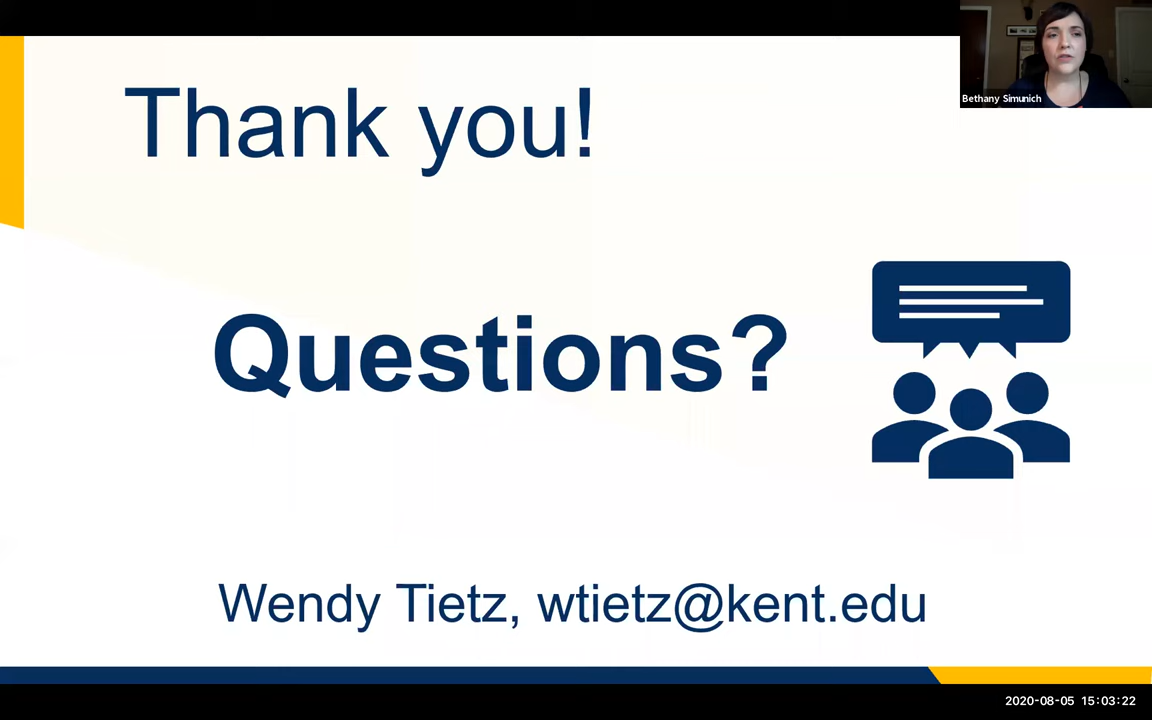 Thank you!
Bethany Simunich
Questions?
Wendy Tietz, wtietz@kent.edu
2020-08-05 15:03:22